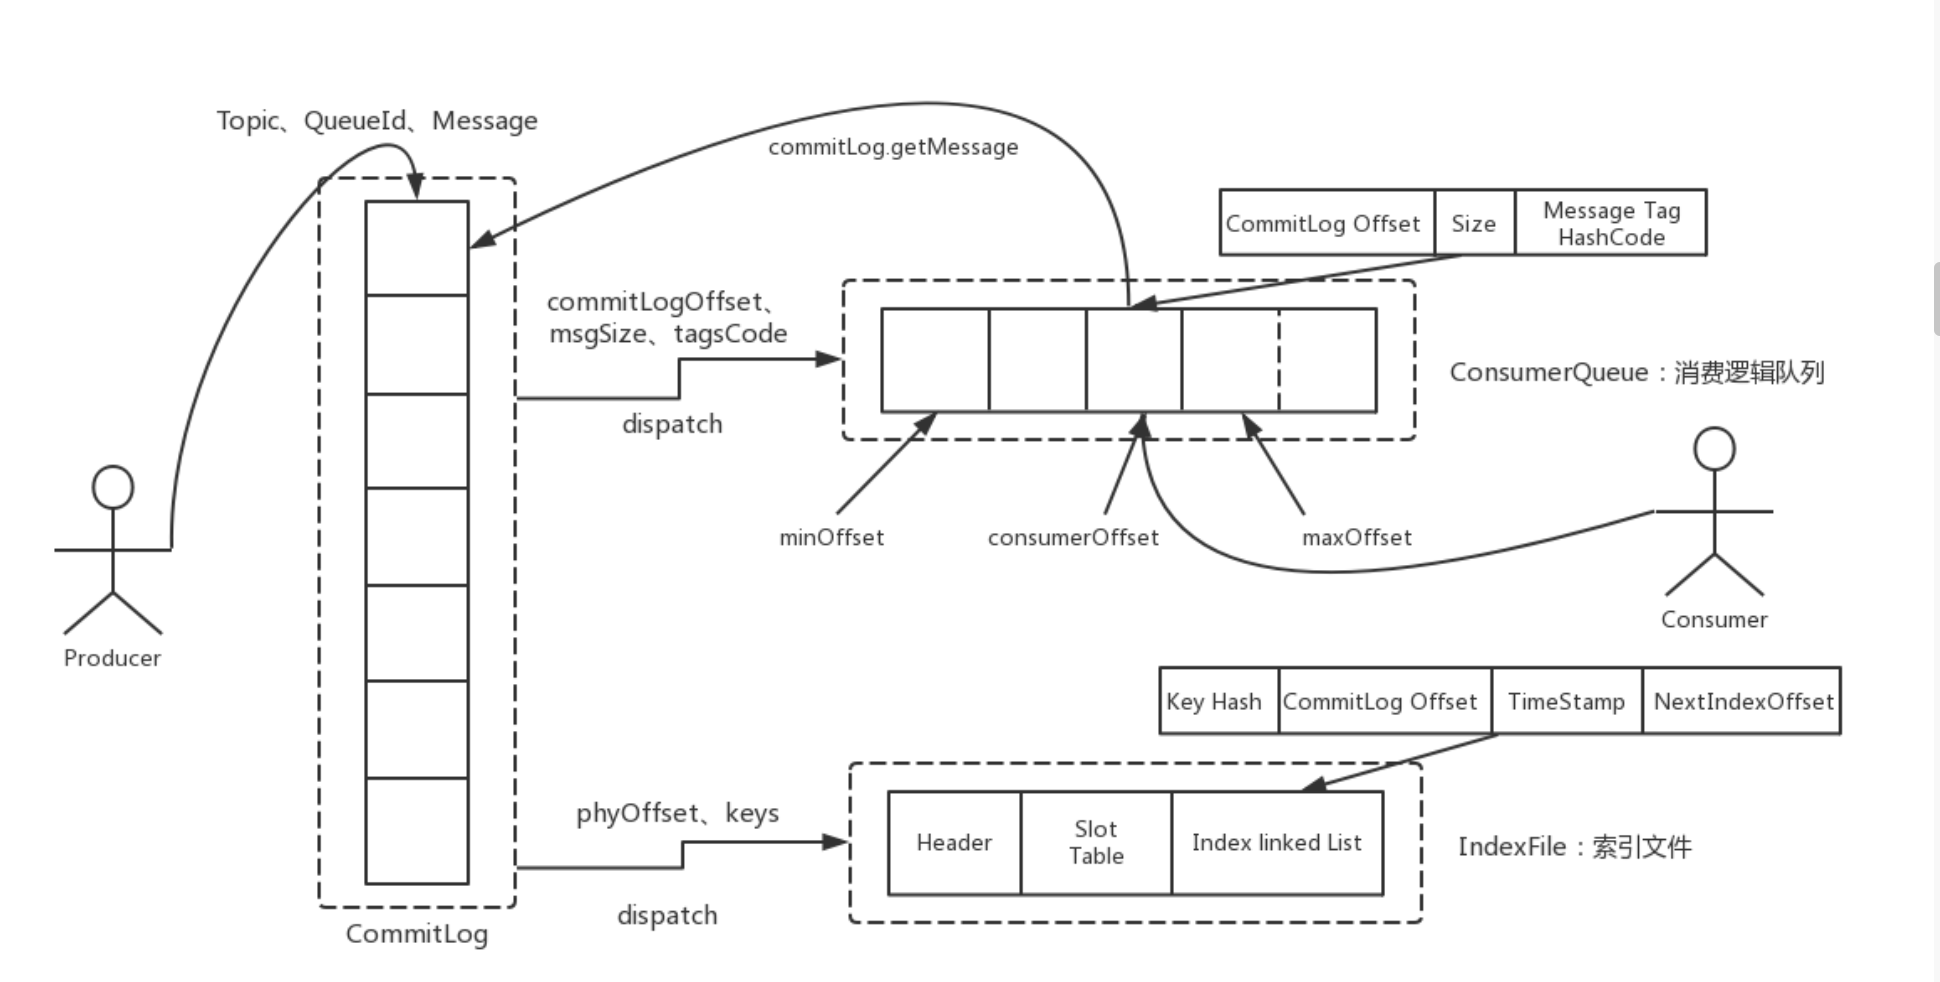 Topic、QueueId、Message
commitLog.getMessage
CommitLog Offset
Size
Message Tag
HashCode
commitLogOffset、
msgSize、tagsCode
dispatch
ConsumerQueue：消费逻辑队列
minOffset
consumerOffset
maxOffset
Producer
Consumer
Key Hash
CommitLog Offset
TimeStamp
NextIndexOffset
phyOffset、keys
dispatch
Header
Slot
Table
Index linked List
IndexFile：索引文件
CommitLog